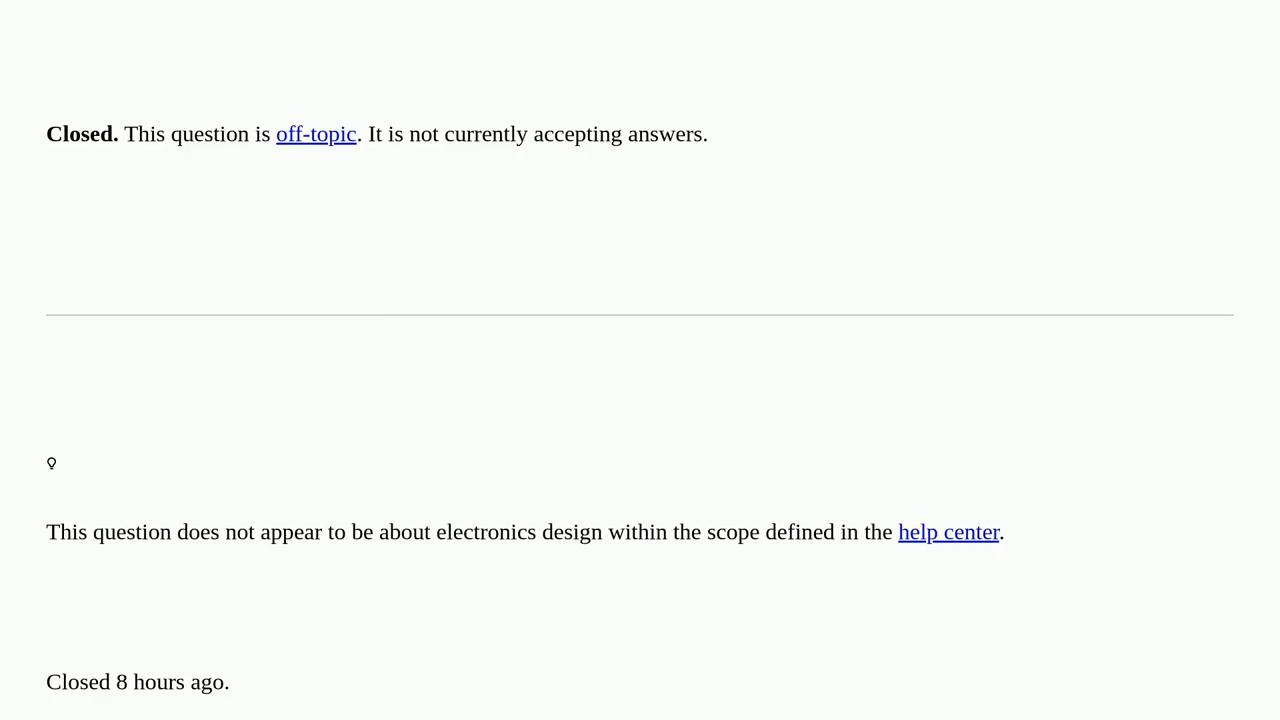 Closed. This question is off-topic. It is not currently accepting answers.
This question does not appear to be about electronics design within the scope defined in the help center.
Closed 8 hours ago.